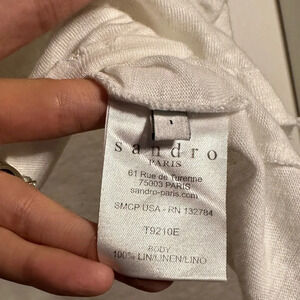 1
sandro
PARIS
61 Rue de Turenne
75003 PARIS
sandro-paris.com
SMCP USA - RN 132784
T9210E
BODY
100% LIN/LINEN/LINO